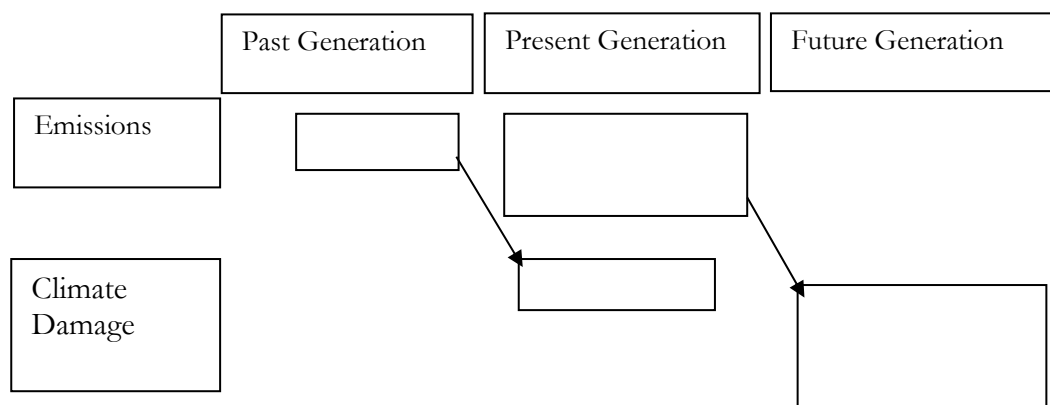 Past Generation
Present Generation
Future Generation
Emissions
Climate
Damage